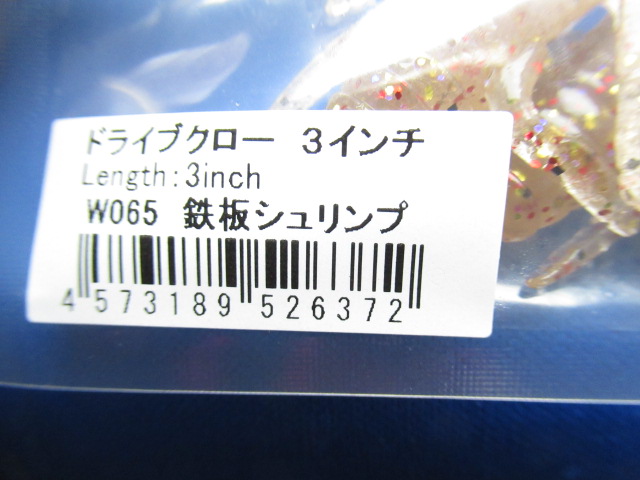 ドライブクロー 3インチ
Length:3inch
W065 鉄板シュリンプ
4 573189 526372